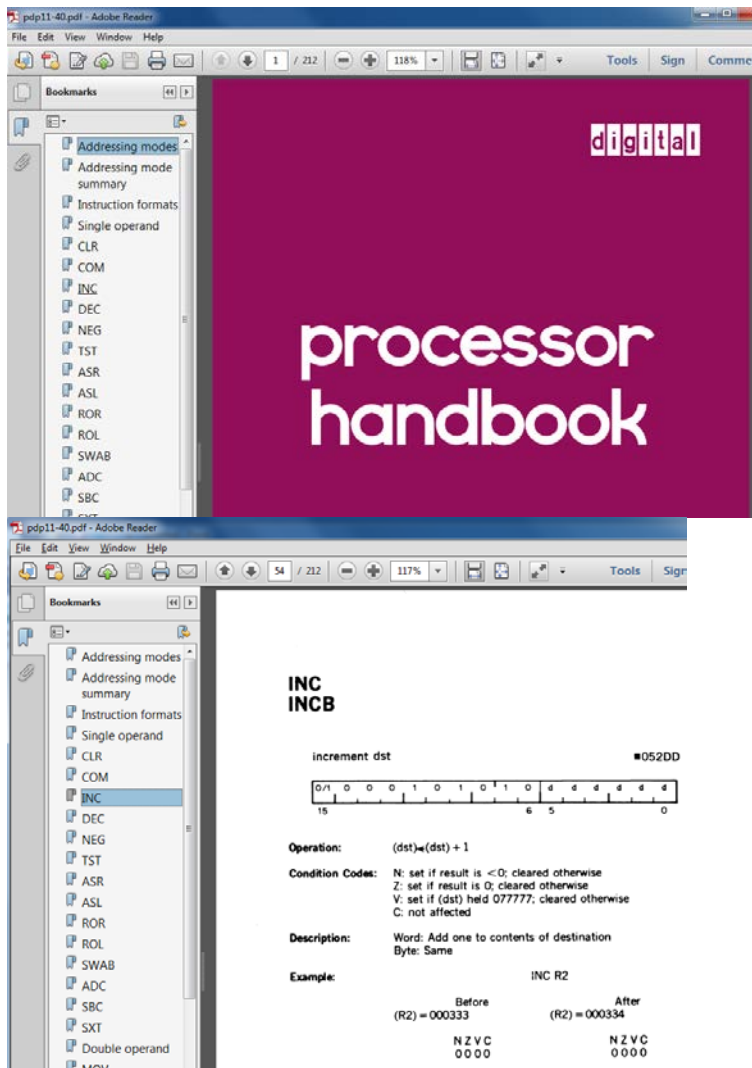 pdp11-40.pdf - Adobe Reader
File Edit View Window Help
1 / 212 118% Tools Sign Comme
Bookmarks
Addressing modes
Addressing mode
summary
Instruction formats
Single operand
CLR
COM
INC
DEC
NEG
TST
ASR
ASL
ROR
ROL
SWAB
ADC
SBC
SXT
digital
processor
handbook
pdp11-40.pdf - Adobe Reader
File Edit View Window Help
54 / 212 117% Tools Sign
Bookmarks
Addressing modes
Addressing mode
summary
Instruction formats
Single operand
CLR
COM
INC
DEC
NEG
TST
ASR
ASL
ROR
ROL
SWAB
ADC
SBC
SXT
Double operand
MOV
INC
INCB
increment dst ■052DD
0/1 0 0 0 1 0 1 0 1 0 d d d d d d
15 6 5 0
Operation: (dst)←(dst) + 1
Condition Codes: N: set if result is <0; cleared otherwise
Z: set if result is 0; cleared otherwise
V: set if (dst) held 077777; cleared otherwise
C: not affected
Description: Word: Add one to contents of destination
Byte: Same
Example: INC R2
Before After
(R2) = 000333 (R2) = 000334
N Z V C N Z V C
0 0 0 0 0 0 0 0